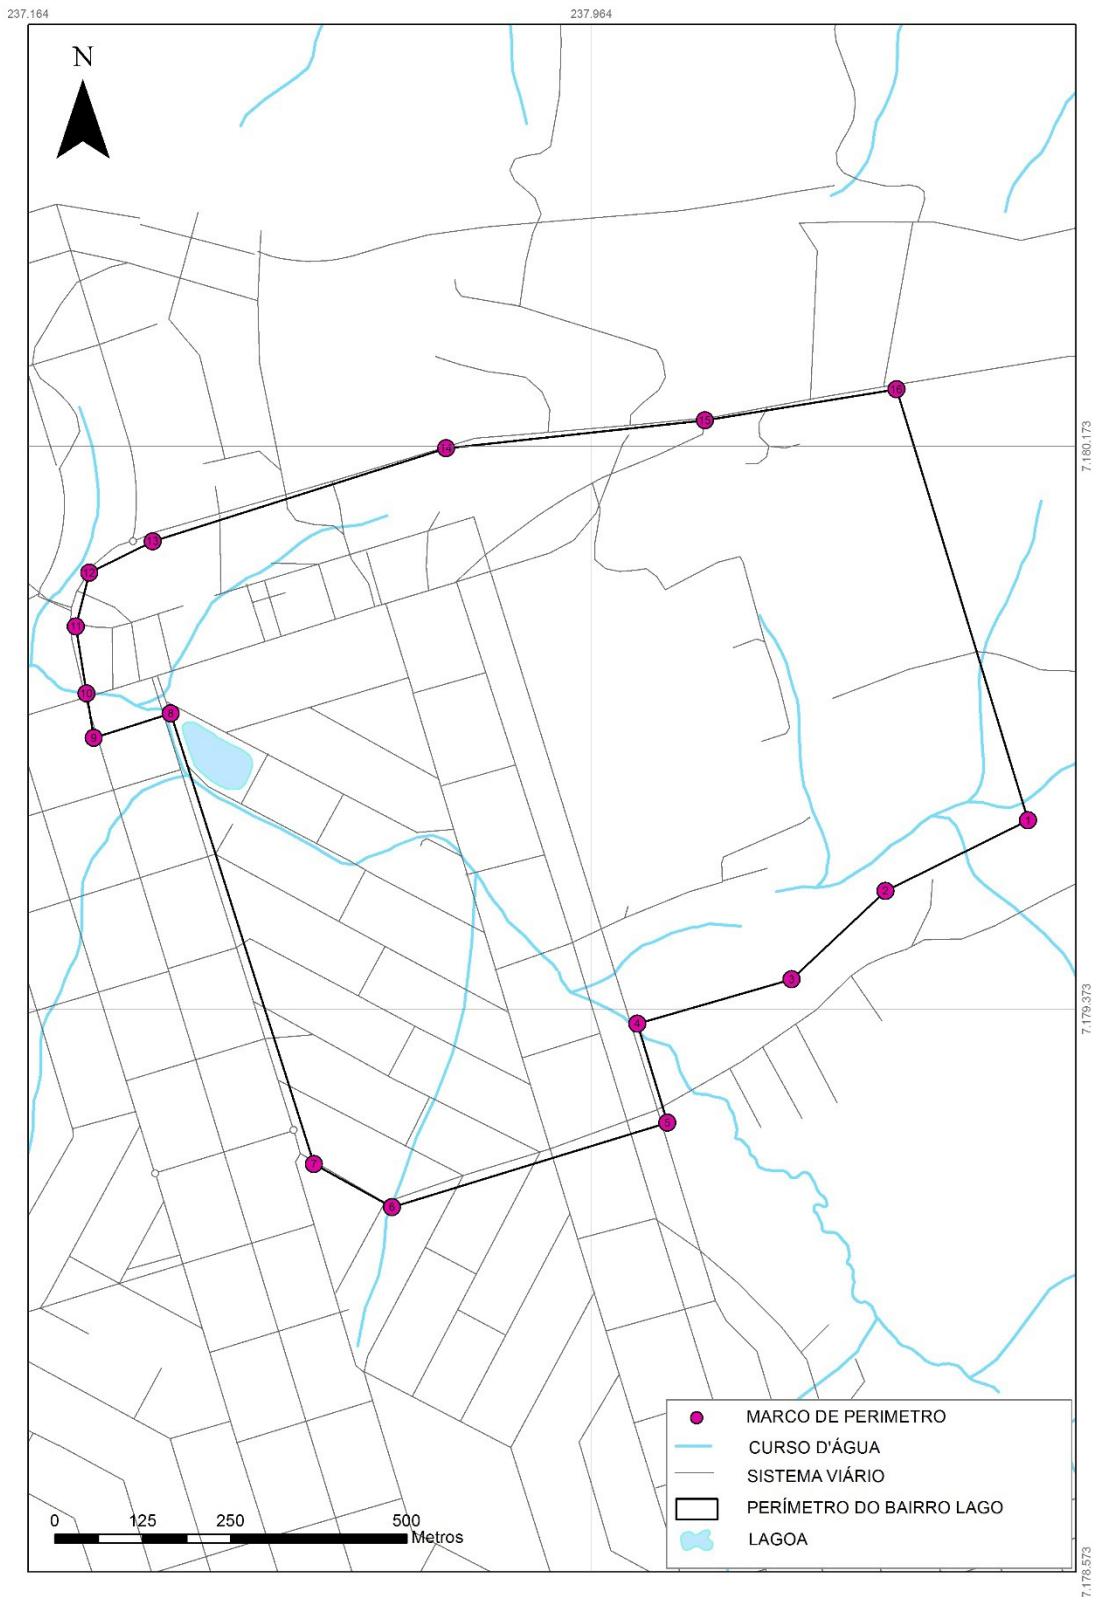 237.164
237.964
N
16
15
14
7.180.173
13
12
11
10
8
9
1
2
3
7.179.373
4
5
7
6
MARCO DE PERIMETRO
CURSO D'ÁGUA
SISTEMA VIÁRIO
PERÍMETRO DO BAIRRO LAGO
LAGOA
0 125 250 500
Metros
7.178.573